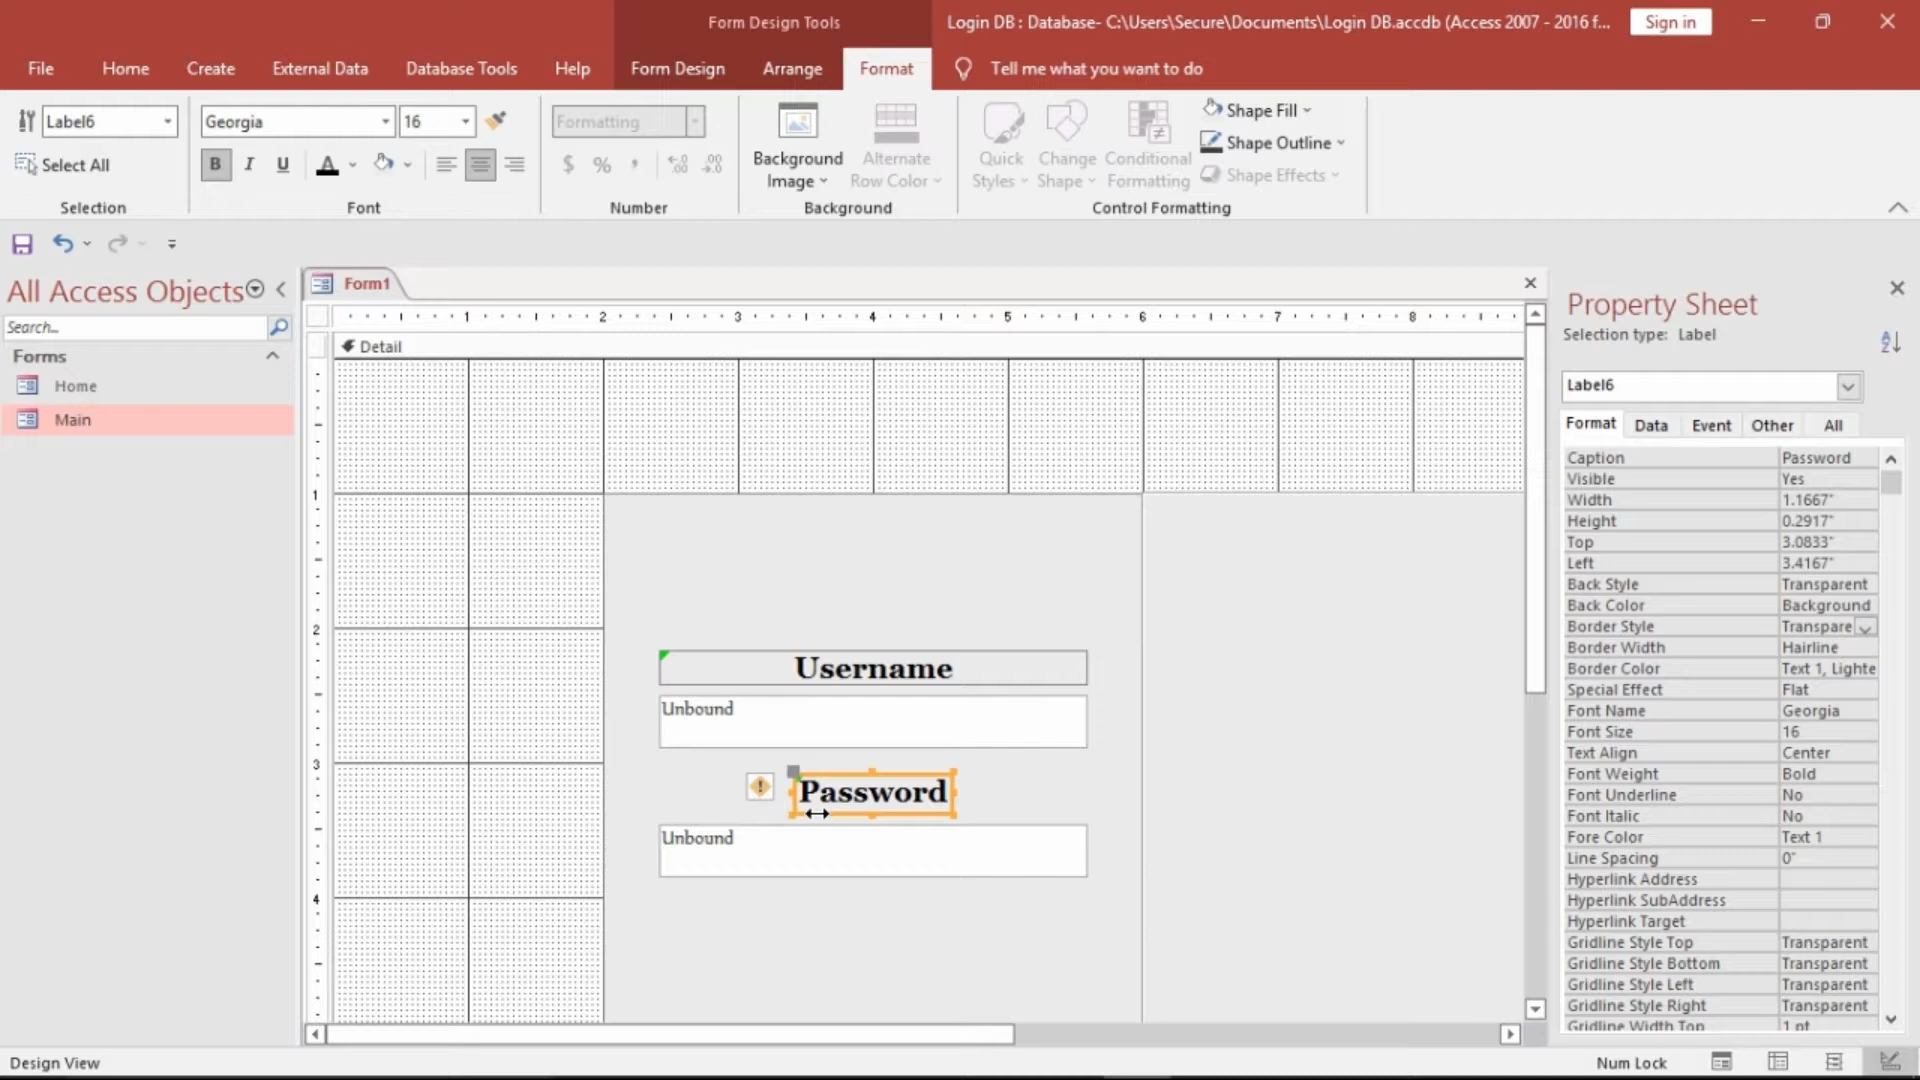 Form Design Tools
Login DB : Database- C:\Users\Secure\Documents\Login DB.accdb (Access 2007 - 2016 f...
Sign in
File Home Create External Data Database Tools Help Form Design Arrange Format Tell me what you want to do
Label6
Select All
Selection
Georgia 16
B I U A
Font
Formatting
$ % ,
Number
Background Image
Alternate Row Color
Background
Quick Styles
Change Shape
Conditional Formatting
Shape Fill
Shape Outline
Shape Effects
Control Formatting
All Access Objects
Search...
Forms
Home
Main
Form1
1 2 3 4 5 6 7 8
Detail
1
2
3
4
Username
Unbound
Password
Unbound
Property Sheet
Selection type: Label
Label6
Format Data Event Other All
Caption Password
Visible Yes
Width 1.1667"
Height 0.2917"
Top 3.0833"
Left 3.4167"
Back Style Transparent
Back Color Background
Border Style Transpare
Border Width Hairline
Border Color Text 1, Lighte
Special Effect Flat
Font Name Georgia
Font Size 16
Text Align Center
Font Weight Bold
Font Underline No
Font Italic No
Fore Color Text 1
Line Spacing 0"
Hyperlink Address
Hyperlink SubAddress
Hyperlink Target
Gridline Style Top Transparent
Gridline Style Bottom Transparent
Gridline Style Left Transparent
Gridline Style Right Transparent
Gridline Width Top 1 pt
Design View
Num Lock